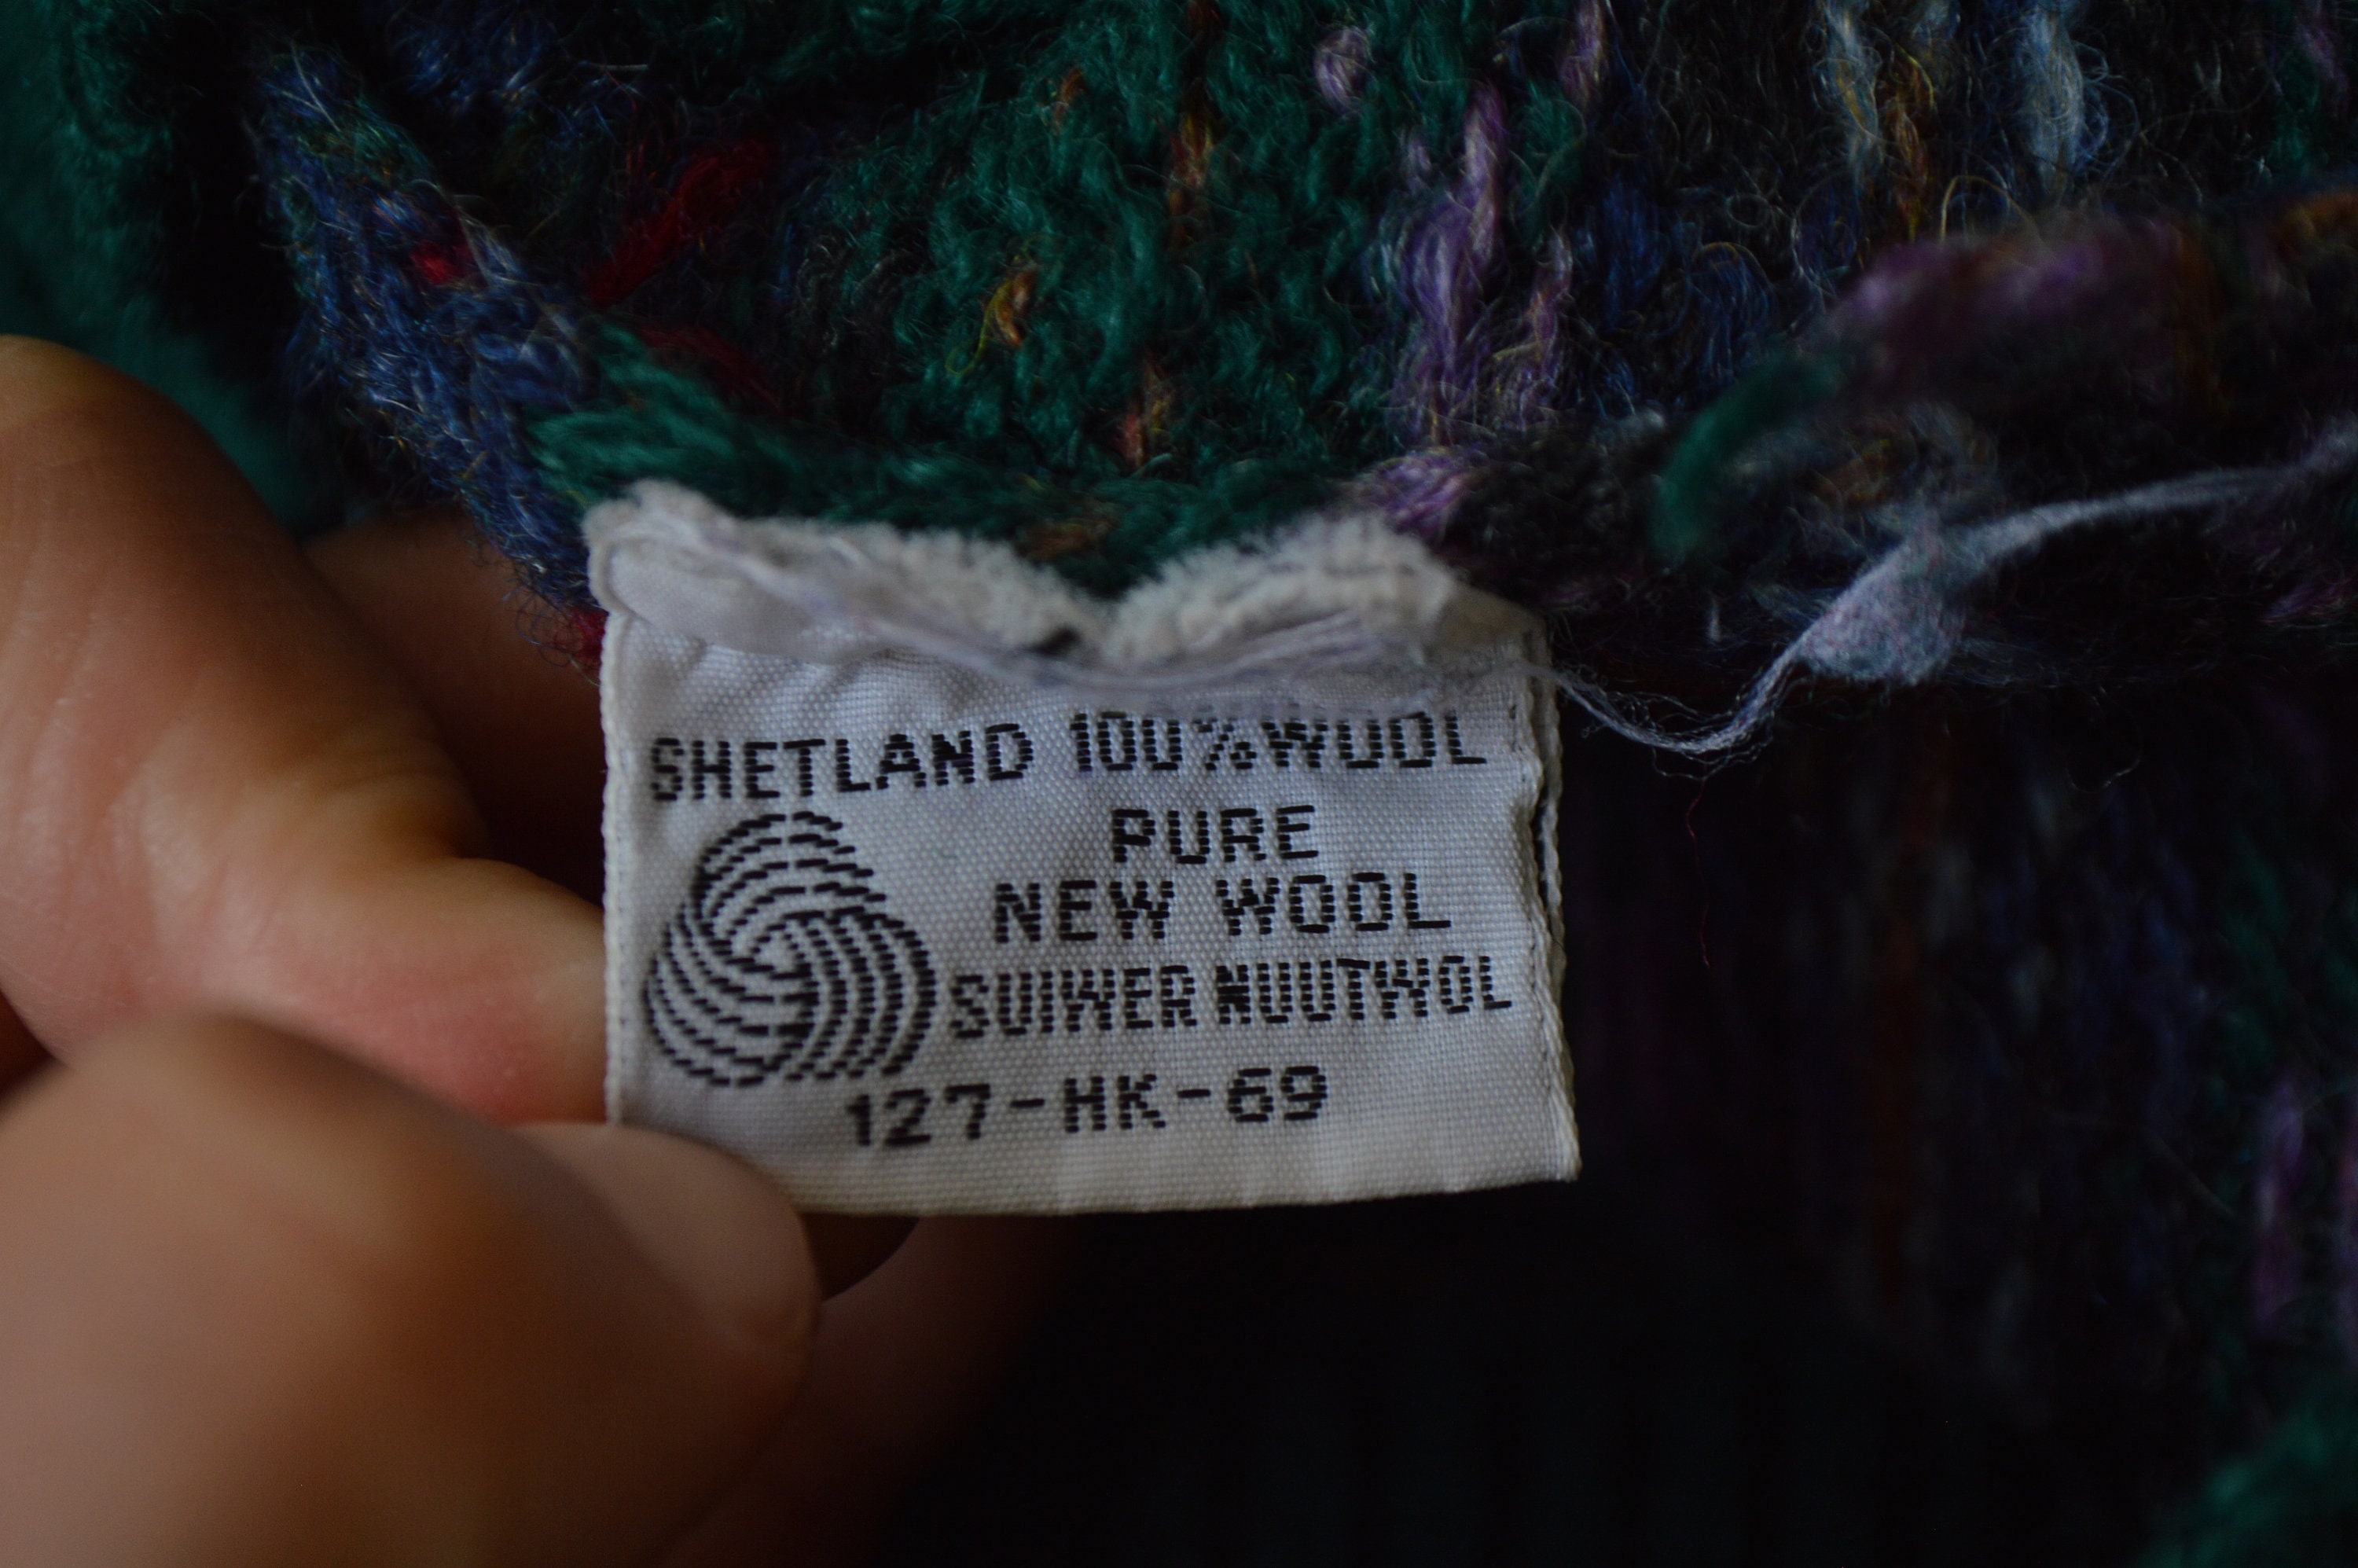 SHETLAND 100% WOOL
PURE
NEW WOOL
SUIWER NUUTWOL
127-HK-69